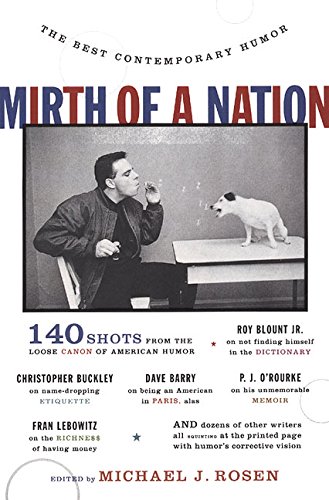 THE BEST CONTEMPORARY HUMOR
MIRTH OF A NATION
140 SHOTS FROM THE
LOOSE CANON OF AMERICAN HUMOR
ROY BLOUNT JR.
on not finding himself
in the DICTIONARY
CHRISTOPHER BUCKLEY
on name-dropping
ETIQUETTE
DAVE BARRY
on being an American
in PARIS, alas
P. J. O'ROURKE
on his unmemorable
MEMOIR
FRAN LEBOWITZ
on the RICHNE$$
of having money
AND dozens of other writers
all SQUINTING at the printed page
with humor's corrective vision
EDITED BY MICHAEL J. ROSEN